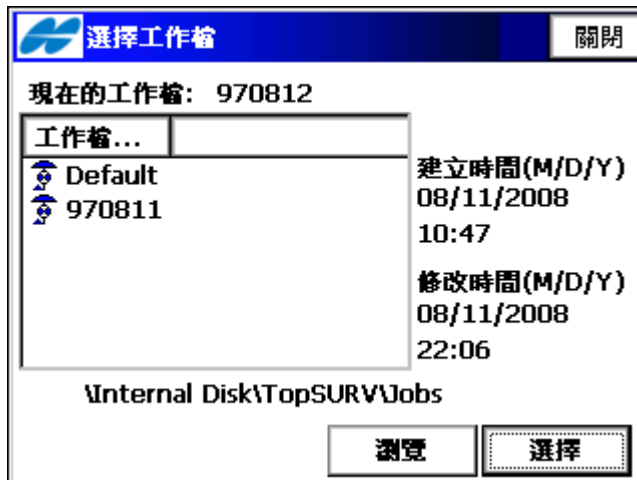 選擇工作檔 關閉
現在的工作檔: 970812
工作檔...
Default
970811
建立時間(M/D/Y)
08/11/2008
10:47
修改時間(M/D/Y)
08/11/2008
22:06
\Internal Disk\TopSURV\Jobs
瀏覽 選擇